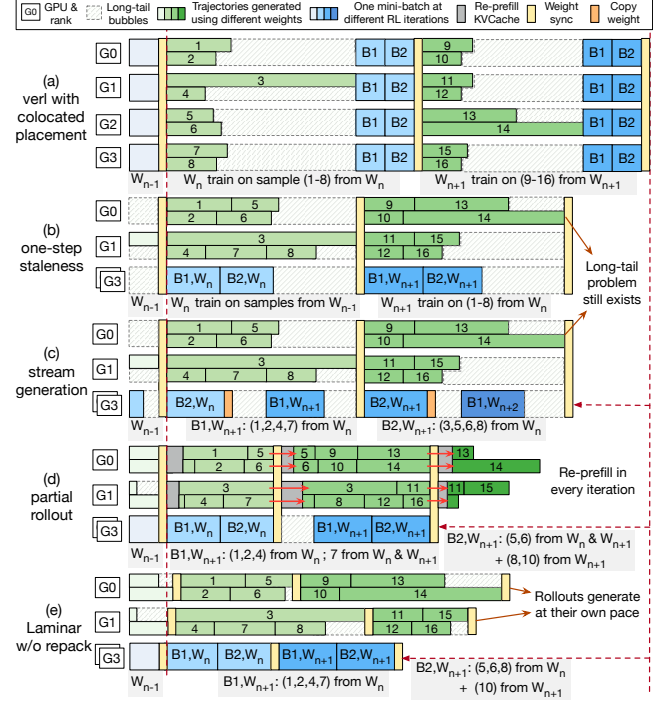 G0 GPU & rank
Long-tail bubbles
Trajectories generated using different weights
One mini-batch at different RL iterations
Re-prefill KVCache
Weight sync
Copy weight
(a) verl with colocated placement
G0 1 2 B1 B2 9 10 B1 B2
G1 3 4 B1 B2 11 12 B1 B2
G2 5 6 B1 B2 13 14 B1 B2
G3 7 8 B1 B2 15 16 B1 B2
Wn-1 Wn train on sample (1-8) from Wn Wn+1 train on (9-16) from Wn+1
(b) one-step staleness
G0 1 5 2 6 9 13 10 14
G1 3 4 7 8 11 15 12 16
G3 B1,Wn B2,Wn B1,Wn+1 B2,Wn+1
Wn-1 Wn train on samples from Wn-1 Wn+1 train on (1-8) from Wn
Long-tail problem still exists
(c) stream generation
G0 1 5 2 6 9 13 10 14
G1 3 4 7 8 11 15 12 16
G3 B2,Wn B1,Wn+1 B2,Wn+1 B1,Wn+2
Wn-1 B1,Wn+1: (1,2,4,7) from Wn B2,Wn+1: (3,5,6,8) from Wn
(d) partial rollout
G0 1 5 2 6 5 9 13 6 10 14 13 14
G1 3 4 7 3 11 8 12 16 11 15
G3 B1,Wn B2,Wn B1,Wn+1 B2,Wn+1
Re-prefill in every iteration
Wn-1 B1,Wn+1: (1,2,4) from Wn ; 7 from Wn & Wn+1
B2,Wn+1: (5,6) from Wn & Wn+1
+ (8,10) from Wn+1
(e) Laminar w/o repack
G0 1 5 2 6 9 13 10 14
G1 3 4 7 8 11 15 12 16
G3 B1,Wn B2,Wn B1,Wn+1 B2,Wn+1
Rollouts generate at their own pace
Wn-1 B1,Wn+1: (1,2,4,7) from Wn
B2,Wn+1: (5,6,8) from Wn
+ (10) from Wn+1